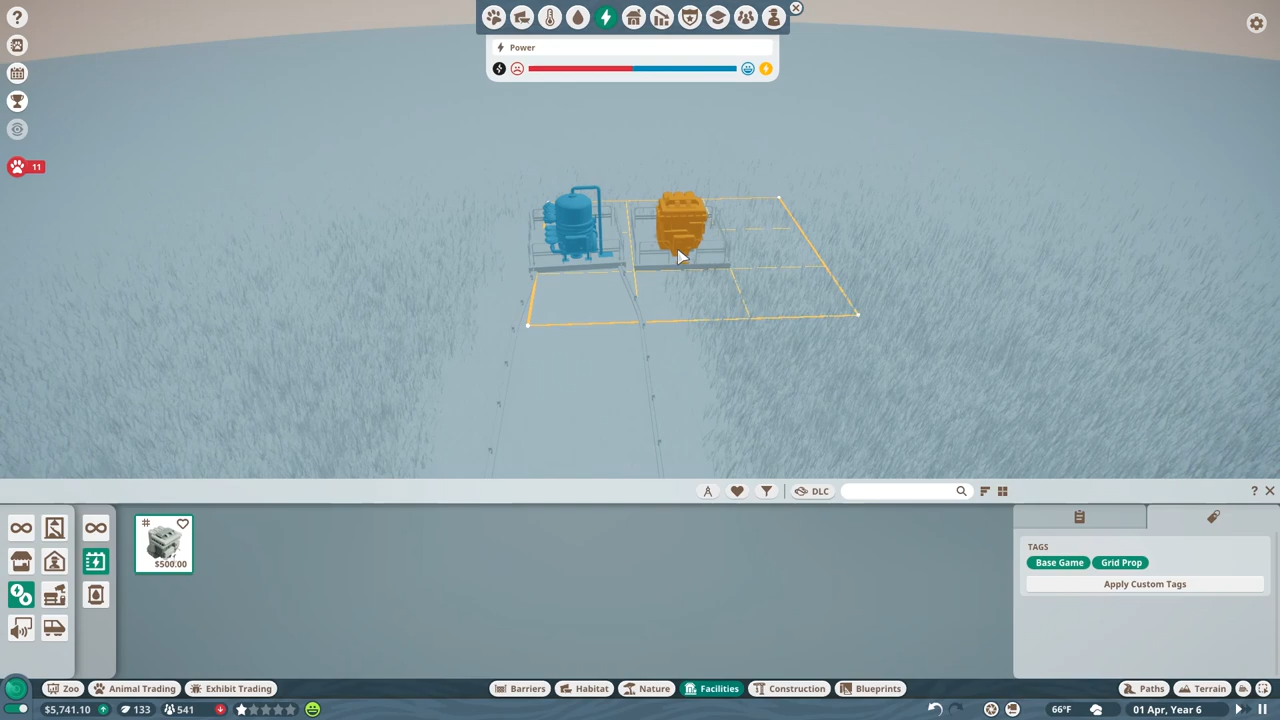 Power
11
DLC
$500.00
TAGS
Base Game Grid Prop
Apply Custom Tags
Zoo Animal Trading Exhibit Trading Barriers Habitat Nature Facilities Construction Blueprints Paths Terrain
$5,741.10 133 541 66°F 01 Apr, Year 6